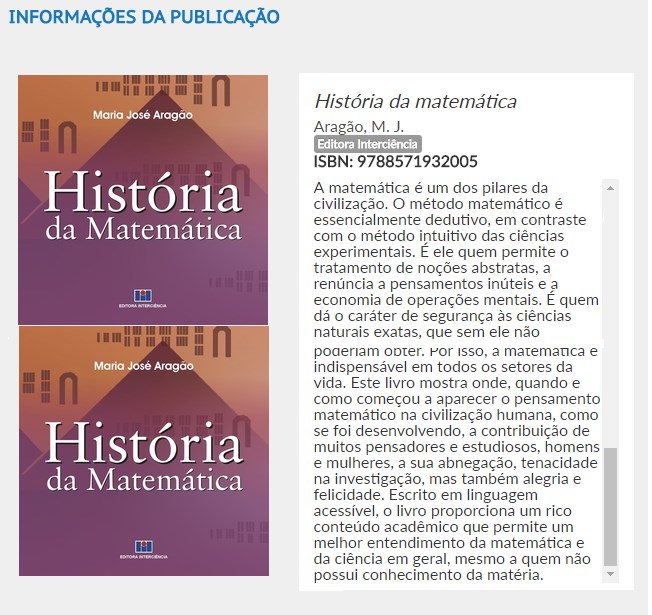 INFORMAÇÕES DA PUBLICAÇÃO
Maria José Aragão
História
da Matemática
EDITORA INTERCIÊNCIA
Maria José Aragão
História
da Matemática
EDITORA INTERCIÊNCIA
História da matemática
Aragão, M. J.
Editora Interciência
ISBN: 9788571932005
A matemática é um dos pilares da
civilização. O método matemático é
essencialmente dedutivo, em contraste
com o método intuitivo das ciências
experimentais. É ele quem permite o
tratamento de noções abstratas, a
renúncia a pensamentos inúteis e a
economia de operações mentais. É quem
dá o caráter de segurança às ciências
naturais exatas, que sem ele não
poderiam obter. Por isso, a matemática é
indispensável em todos os setores da
vida. Este livro mostra onde, quando e
como começou a aparecer o pensamento
matemático na civilização humana, como
se foi desenvolvendo, a contribuição de
muitos pensadores e estudiosos, homens
e mulheres, a sua abnegação, tenacidade
na investigação, mas também alegria e
felicidade. Escrito em linguagem
acessível, o livro proporciona um rico
conteúdo acadêmico que permite um
melhor entendimento da matemática e
da ciência em geral, mesmo a quem não
possui conhecimento da matéria.